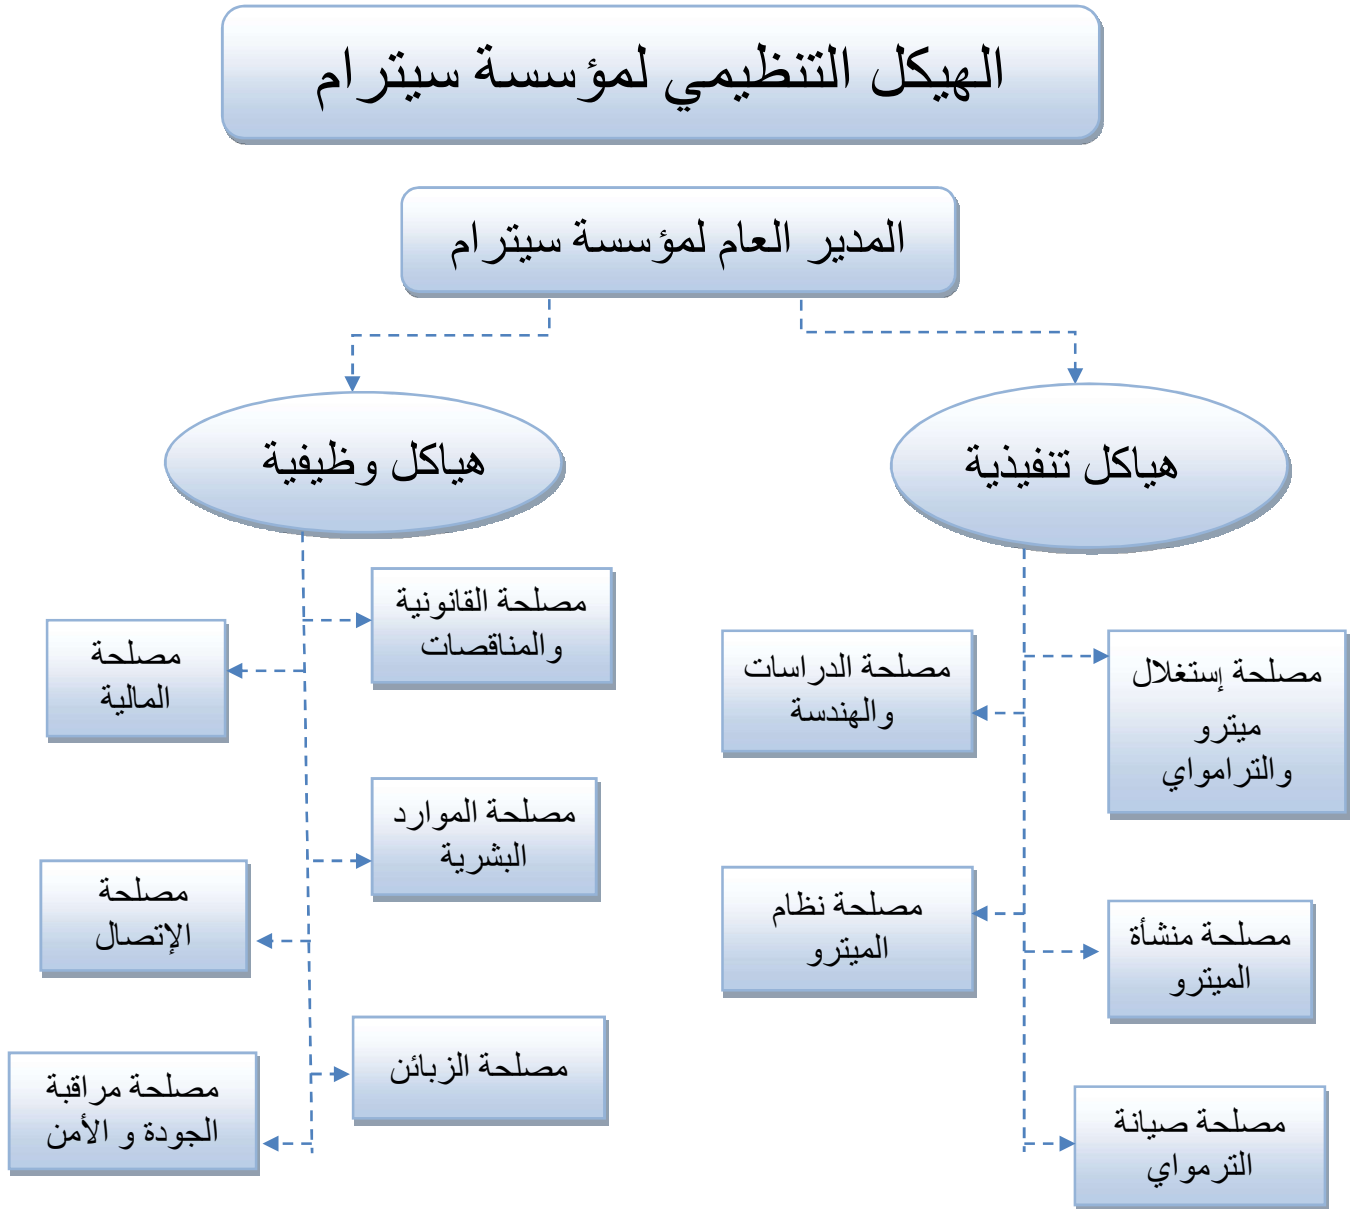 الهيكل التنظيمي لمؤسسة سيترام
المدير العام لمؤسسة سيترام
هياكل تنفيذية
هياكل وظيفية
مصلحة إستغلال
ميترو
والترامواي
مصلحة الدراسات
والهندسة
مصلحة منشأة
الميترو
مصلحة نظام
الميترو
مصلحة صيانة
الترمواي
مصلحة القانونية
والمناقصات
مصلحة
المالية
مصلحة الموارد
البشرية
مصلحة
الإتصال
مصلحة الزبائن
مصلحة مراقبة
الجودة و الأمن